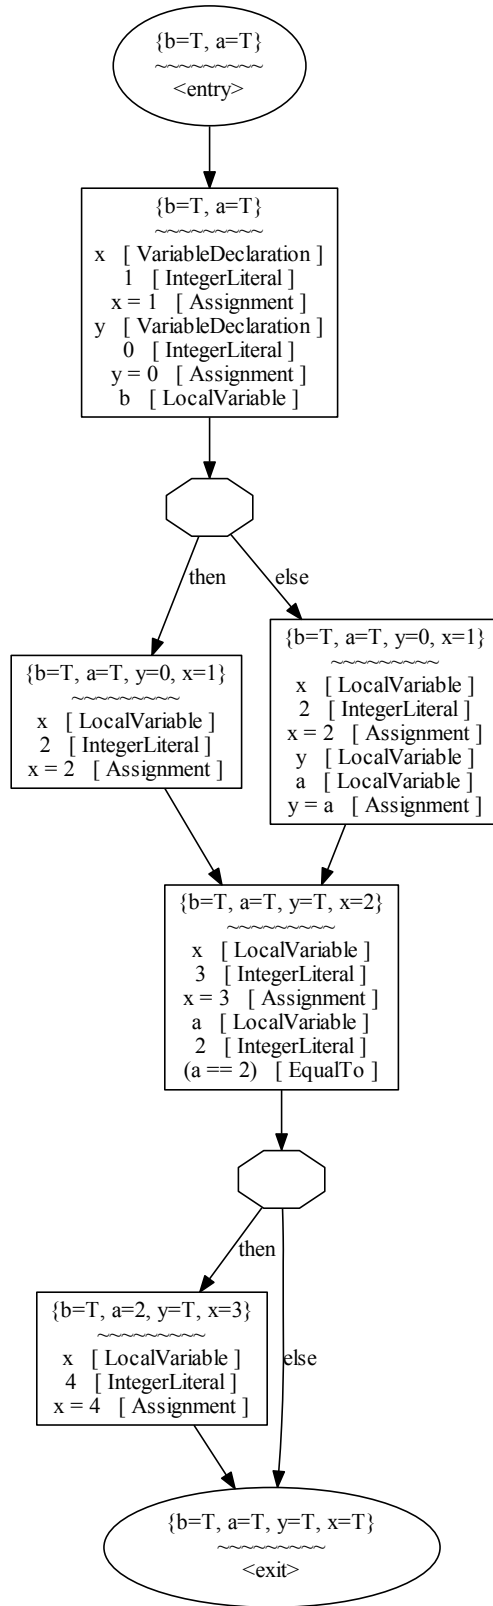 {b=T, a=T}
~~~~~~~~~
<entry>
{b=T, a=T}
~~~~~~~~~
x [ VariableDeclaration ]
1 [ IntegerLiteral ]
x = 1 [ Assignment ]
y [ VariableDeclaration ]
0 [ IntegerLiteral ]
y = 0 [ Assignment ]
b [ LocalVariable ]
then
else
{b=T, a=T, y=0, x=1}
~~~~~~~~~
x [ LocalVariable ]
2 [ IntegerLiteral ]
x = 2 [ Assignment ]
{b=T, a=T, y=0, x=1}
~~~~~~~~~
x [ LocalVariable ]
2 [ IntegerLiteral ]
x = 2 [ Assignment ]
y [ LocalVariable ]
a [ LocalVariable ]
y = a [ Assignment ]
{b=T, a=T, y=T, x=2}
~~~~~~~~~
x [ LocalVariable ]
3 [ IntegerLiteral ]
x = 3 [ Assignment ]
a [ LocalVariable ]
2 [ IntegerLiteral ]
(a == 2) [ EqualTo ]
then
else
{b=T, a=2, y=T, x=3}
~~~~~~~~~
x [ LocalVariable ]
4 [ IntegerLiteral ]
x = 4 [ Assignment ]
{b=T, a=T, y=T, x=T}
~~~~~~~~~
<exit>